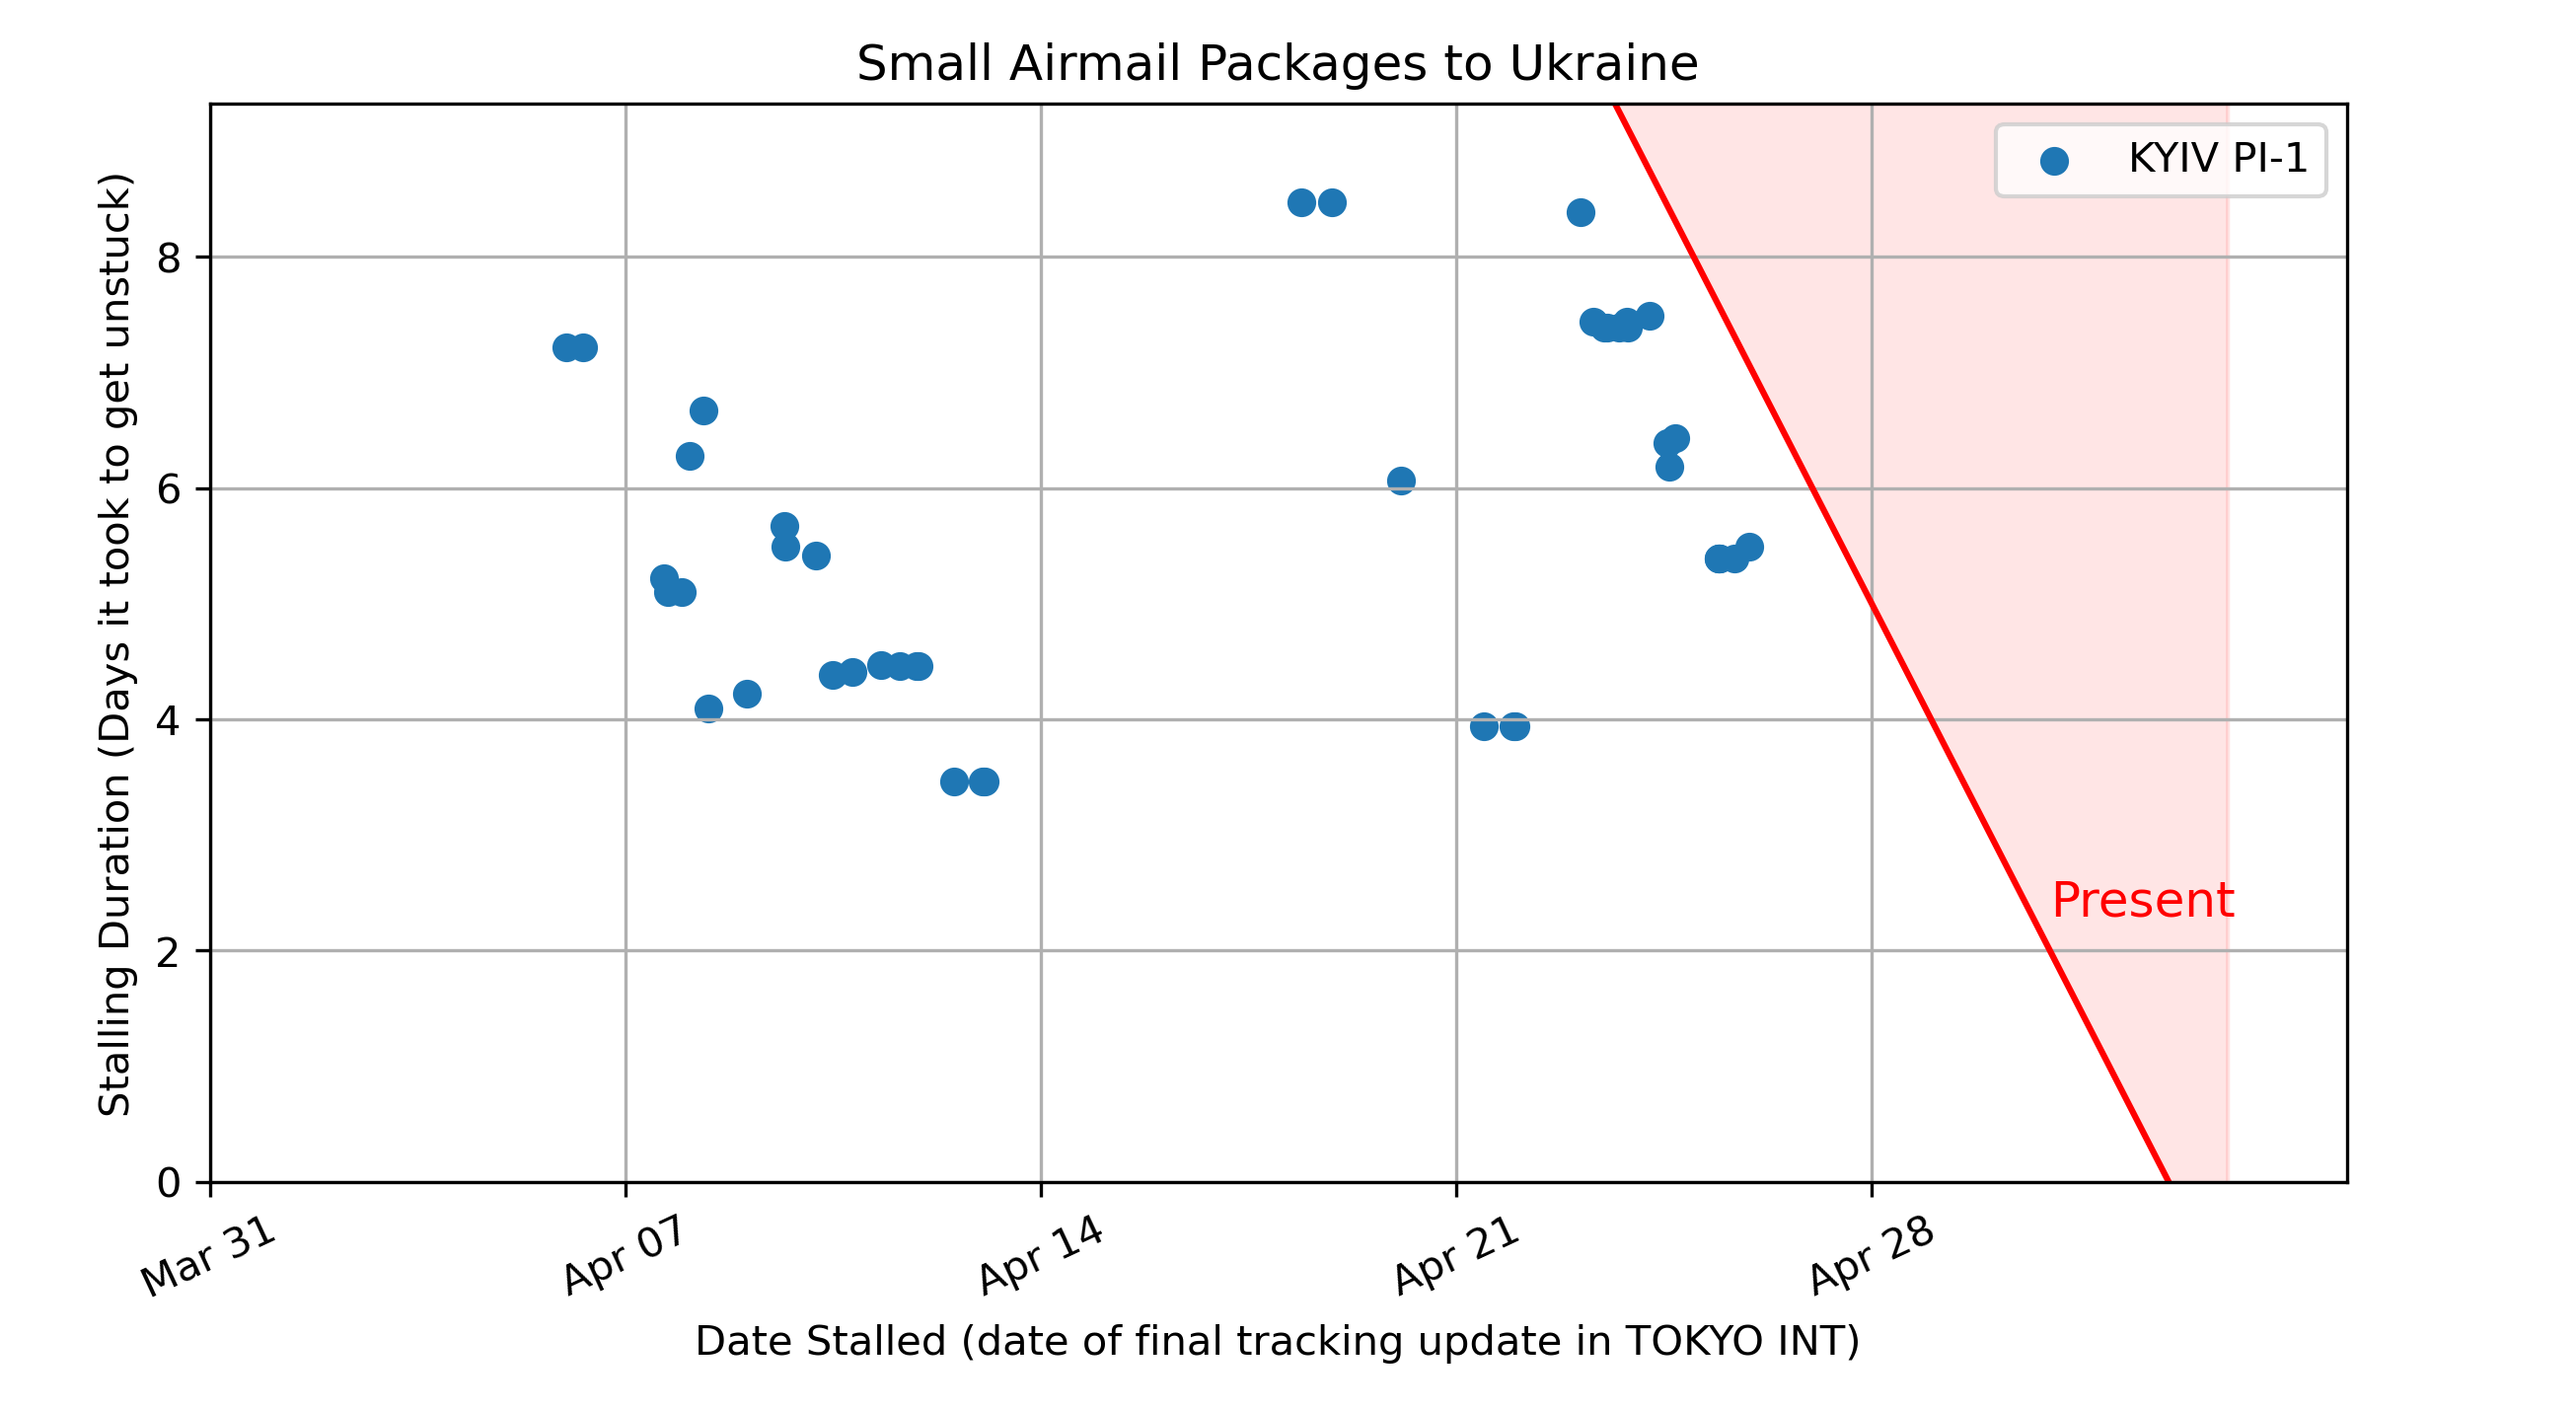 Small Airmail Packages to Ukraine
KYIV PI-1
Stalling Duration (Days it took to get unstuck)
8
6
4
2
0
Present
Mar 31
Apr 07
Apr 14
Apr 21
Apr 28
Date Stalled (date of final tracking update in TOKYO INT)